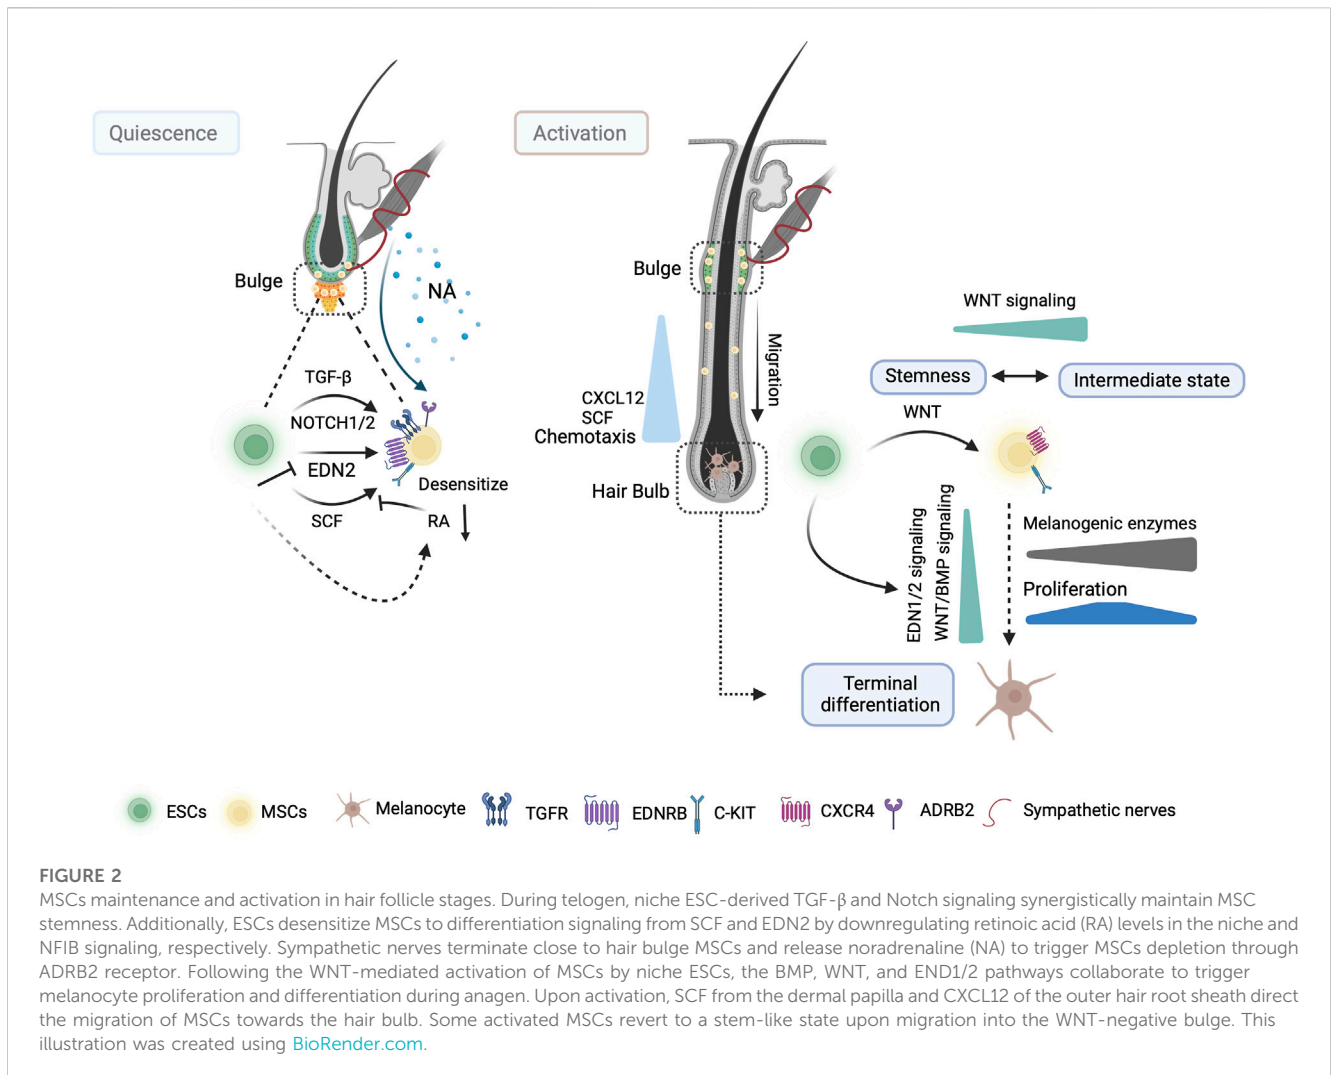 Quiescence
Activation
Bulge
NA
TGF-β
NOTCH1/2
EDN2
SCF
Desensitize
RA
Bulge
Migration
CXCL12
SCF
Chemotaxis
Hair Bulb
WNT signaling
Stemness
Intermediate state
WNT
EDN1/2 signaling
WNT/BMP signaling
Melanogenic enzymes
Proliferation
Terminal
differentiation
ESCs
MSCs
Melanocyte
TGFR
EDNRB
C-KIT
CXCR4
ADRB2
Sympathetic nerves
FIGURE 2
MSCs maintenance and activation in hair follicle stages. During telogen, niche ESC-derived TGF-β and Notch signaling synergistically maintain MSC
stemness. Additionally, ESCs desensitize MSCs to differentiation signaling from SCF and EDN2 by downregulating retinoic acid (RA) levels in the niche and
NFIB signaling, respectively. Sympathetic nerves terminate close to hair bulge MSCs and release noradrenaline (NA) to trigger MSCs depletion through
ADRB2 receptor. Following the WNT-mediated activation of MSCs by niche ESCs, the BMP, WNT, and END1/2 pathways collaborate to trigger
melanocyte proliferation and differentiation during anagen. Upon activation, SCF from the dermal papilla and CXCL12 of the outer hair root sheath direct
the migration of MSCs towards the hair bulb. Some activated MSCs revert to a stem-like state upon migration into the WNT-negative bulge. This
illustration was created using BioRender.com.